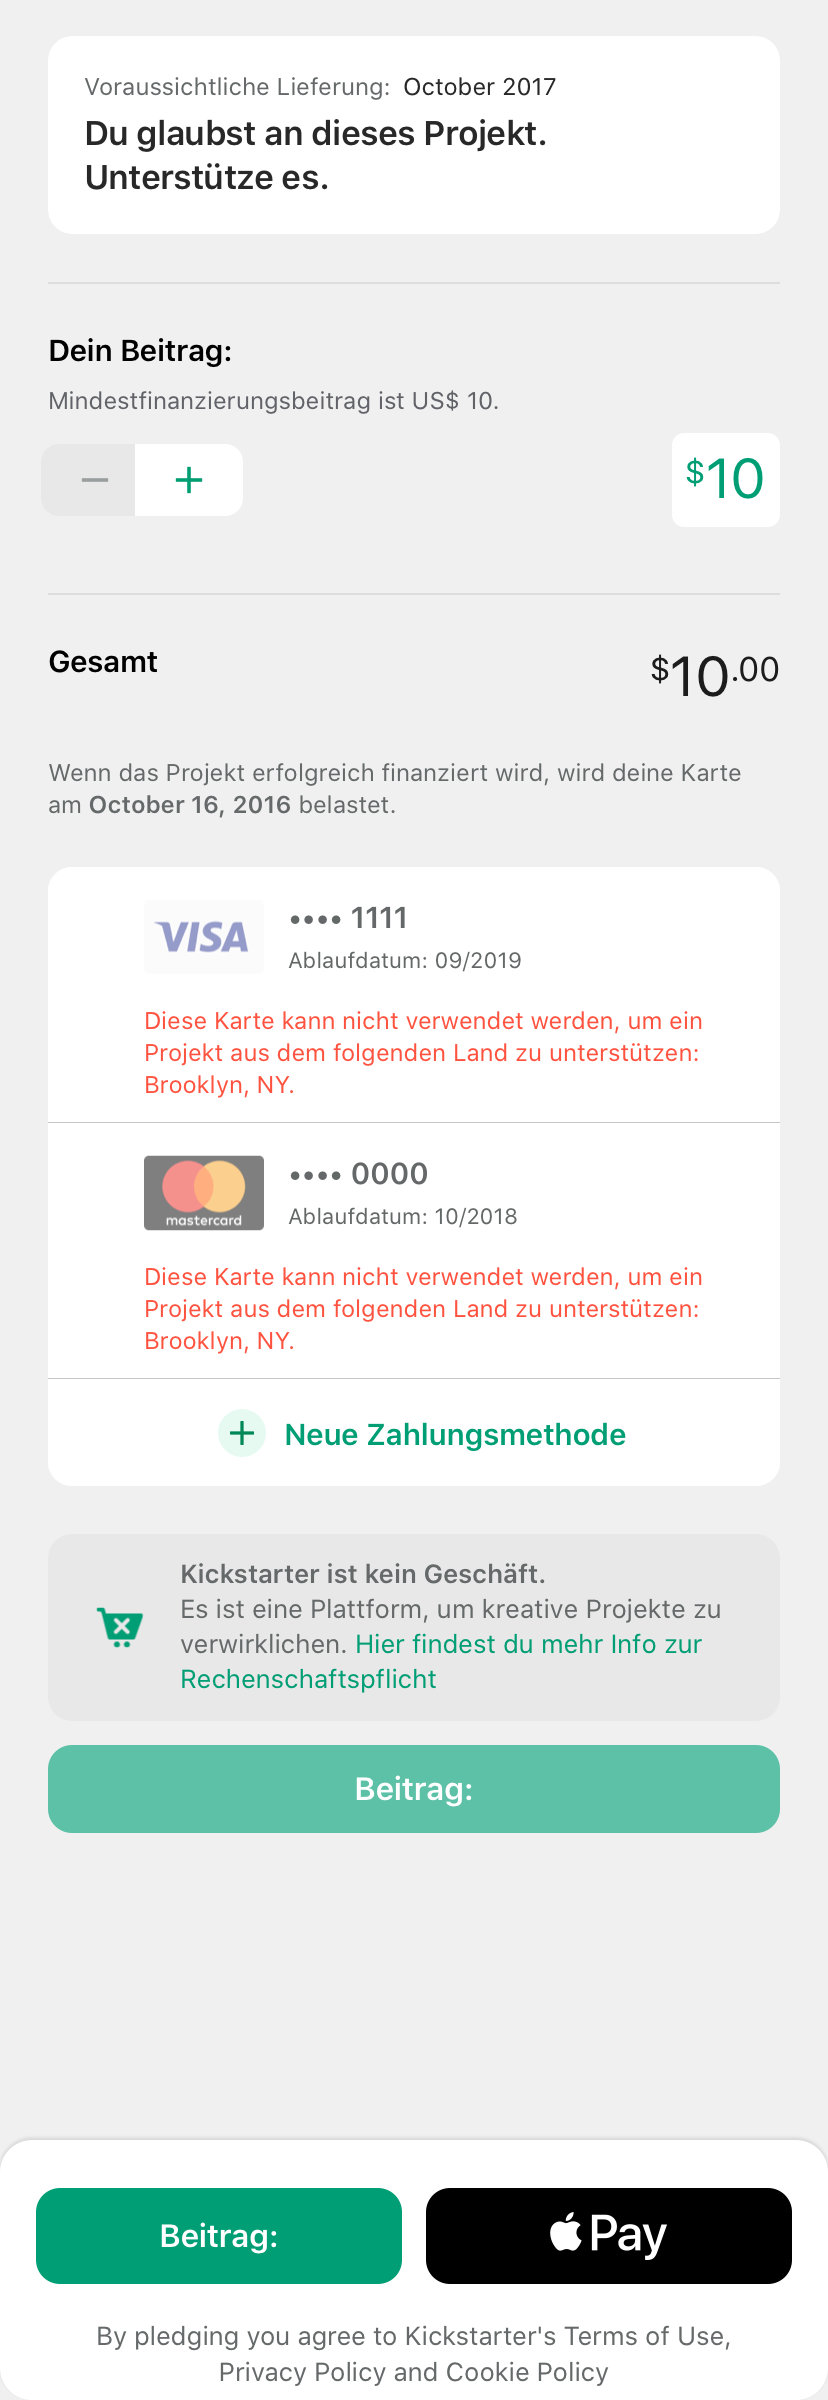 Voraussichtliche Lieferung: October 2017
Du glaubst an dieses Projekt.
Unterstütze es.
Dein Beitrag:
Mindestfinanzierungsbeitrag ist US$ 10.
− +
$10
Gesamt
$10.00
Wenn das Projekt erfolgreich finanziert wird, wird deine Karte
am October 16, 2016 belastet.
VISA
•••• 1111
Ablaufdatum: 09/2019
Diese Karte kann nicht verwendet werden, um ein
Projekt aus dem folgenden Land zu unterstützen:
Brooklyn, NY.
mastercard
•••• 0000
Ablaufdatum: 10/2018
Diese Karte kann nicht verwendet werden, um ein
Projekt aus dem folgenden Land zu unterstützen:
Brooklyn, NY.
+ Neue Zahlungsmethode
Kickstarter ist kein Geschäft.
Es ist eine Plattform, um kreative Projekte zu
verwirklichen. Hier findest du mehr Info zur
Rechenschaftspflicht
Beitrag:
Beitrag:
Pay
By pledging you agree to Kickstarter's Terms of Use,
Privacy Policy and Cookie Policy